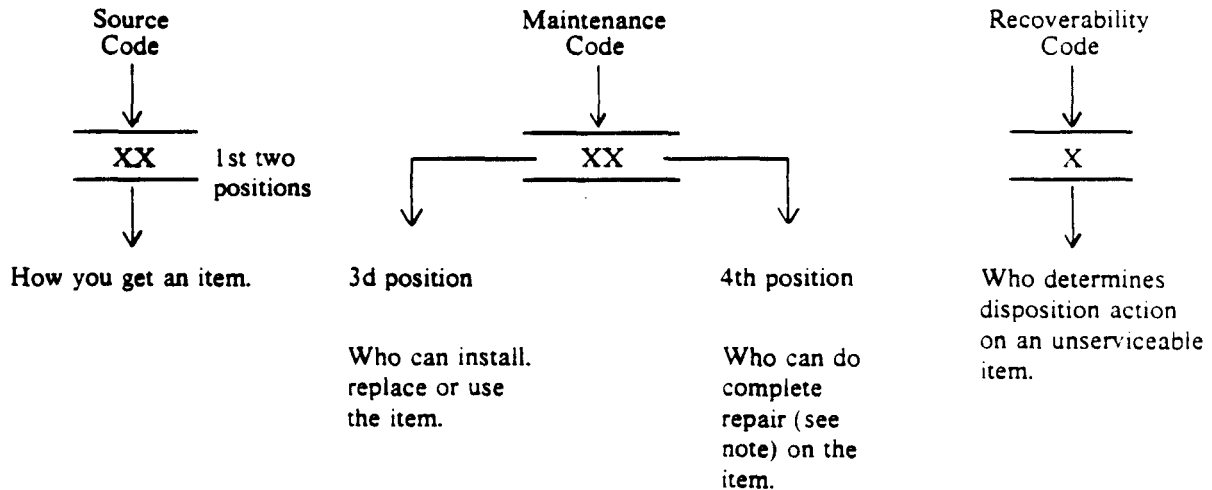 Source
Code
XX
1st two
positions
How you get an item.
Maintenance
Code
XX
3d position
Who can install.
replace or use
the item.
4th position
Who can do
complete
repair (see
note) on the
item.
Recoverability
Code
X
Who determines
disposition action
on an unserviceable
item.